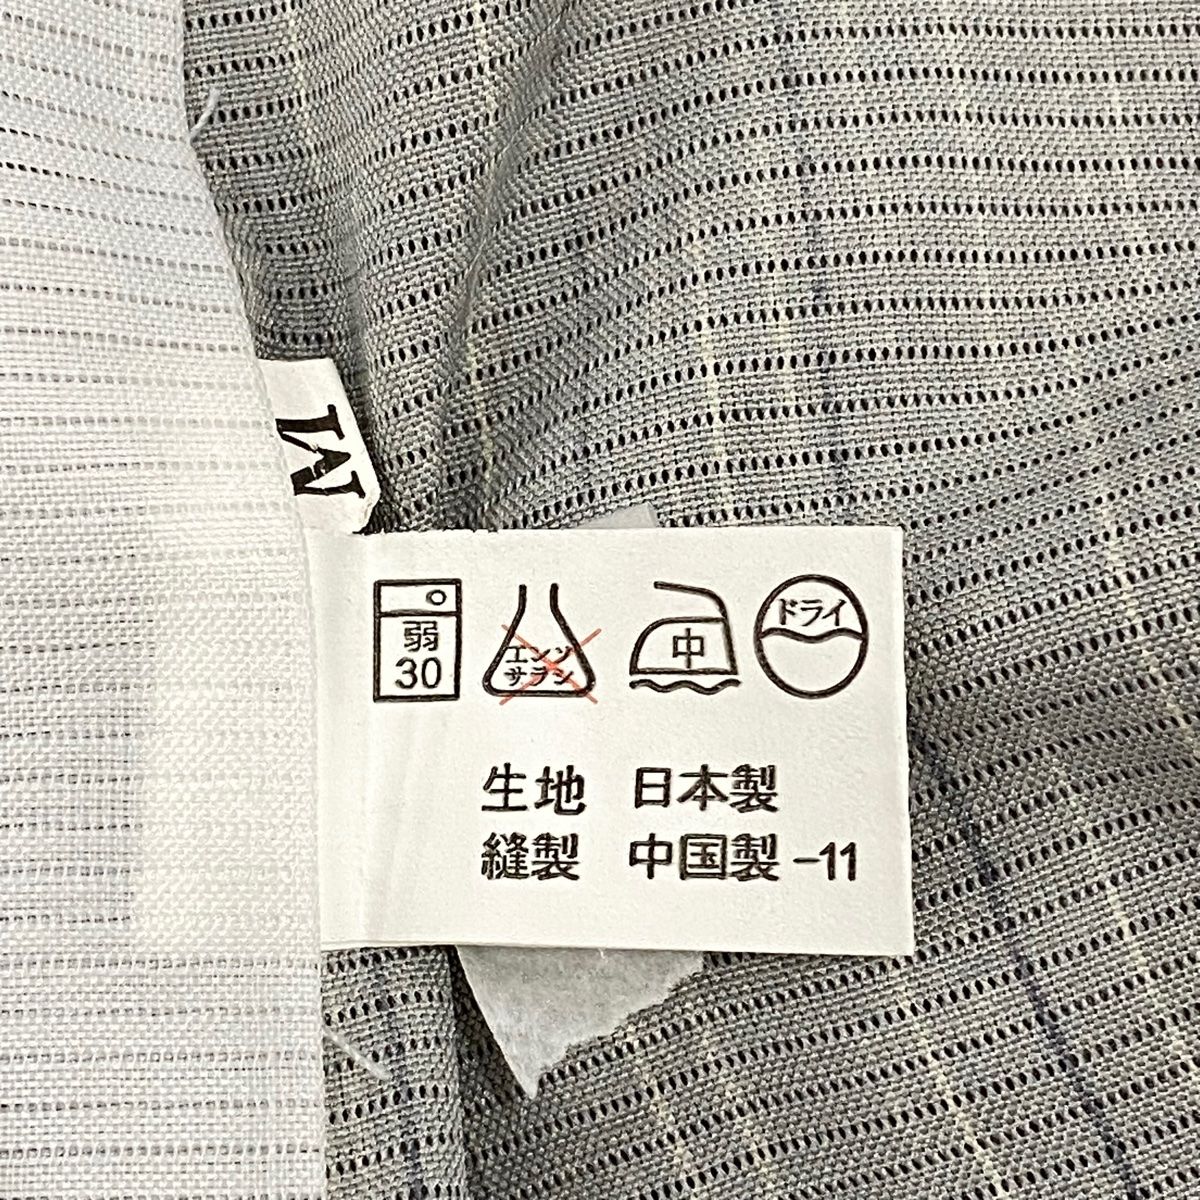 M
弱
30
エンソ
サラシ
中
ドライ
生地 日本製
縫製 中国製-11